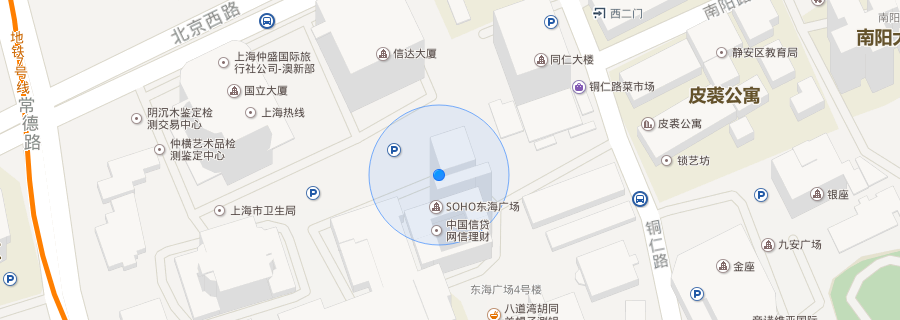 西二门
南阳路
南阳
南阳大
北京西路
信达大厦
同仁大楼
静安区教育局
上海仲盛国际旅
行社公司-澳新部
地铁7号线
国立大厦
铜仁路菜市场
皮裘公寓
常德路
阴沉木鉴定检
测交易中心
上海热线
皮裘公寓
仲横艺术品检
测鉴定中心
锁艺坊
P
P
P
P
P
P
银座
上海市卫生局
SOHO东海广场
中国信贷
网信理财
铜仁路
九安广场
金座
东海广场4号楼
八道湾胡同